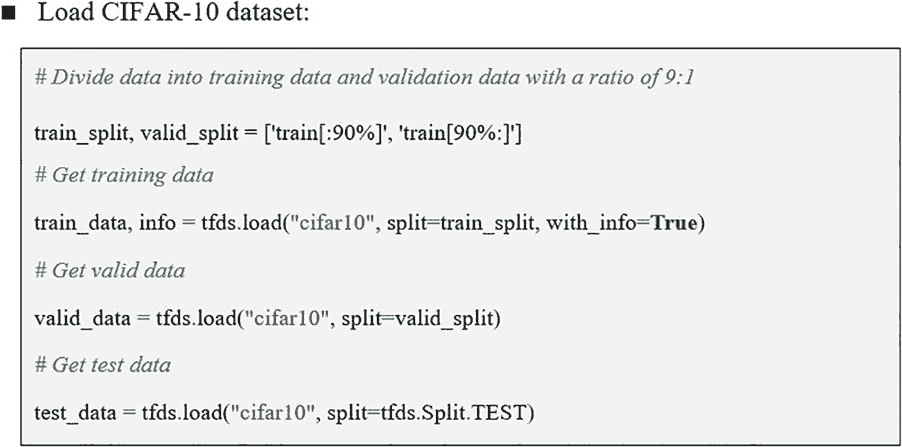 ■ Load CIFAR-10 dataset:
# Divide data into training data and validation data with a ratio of 9:1
train_split, valid_split = ['train[:90%]', 'train[90%:]']
# Get training data
train_data, info = tfds.load("cifar10", split=train_split, with_info=True)
# Get valid data
valid_data = tfds.load("cifar10", split=valid_split)
# Get test data
test_data = tfds.load("cifar10", split=tfds.Split.TEST)